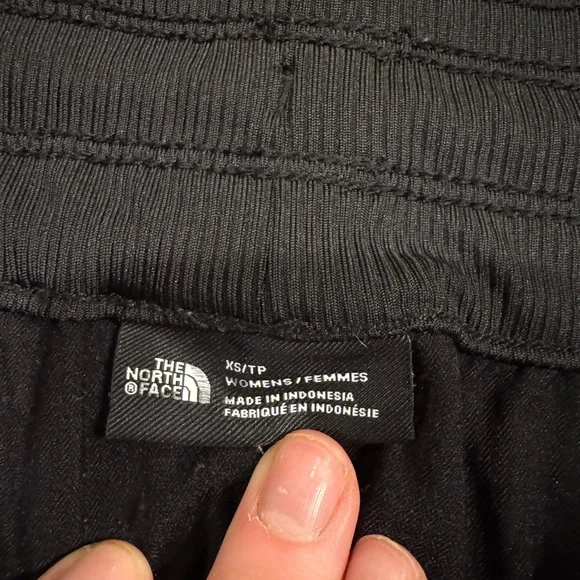 THE
NORTH
® FACE
XS/TP
WOMENS / FEMMES
MADE IN INDONESIA
FABRIQUÉ EN INDONÉSIE